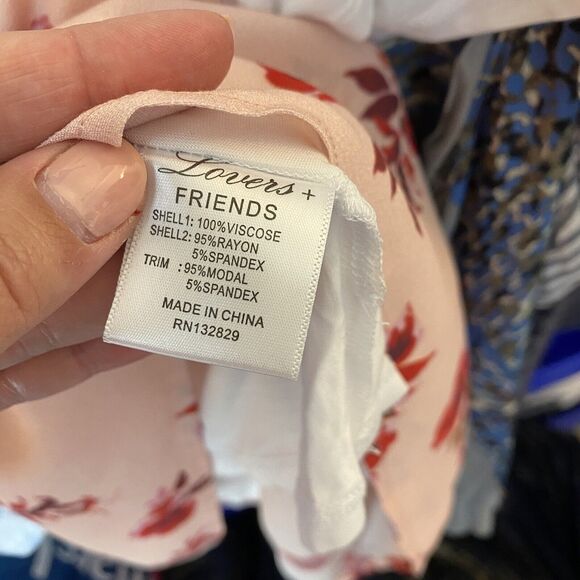 Lovers +
FRIENDS
SHELL1: 100%VISCOSE
SHELL2: 95%RAYON
5%SPANDEX
TRIM : 95%MODAL
5%SPANDEX
MADE IN CHINA
RN132829